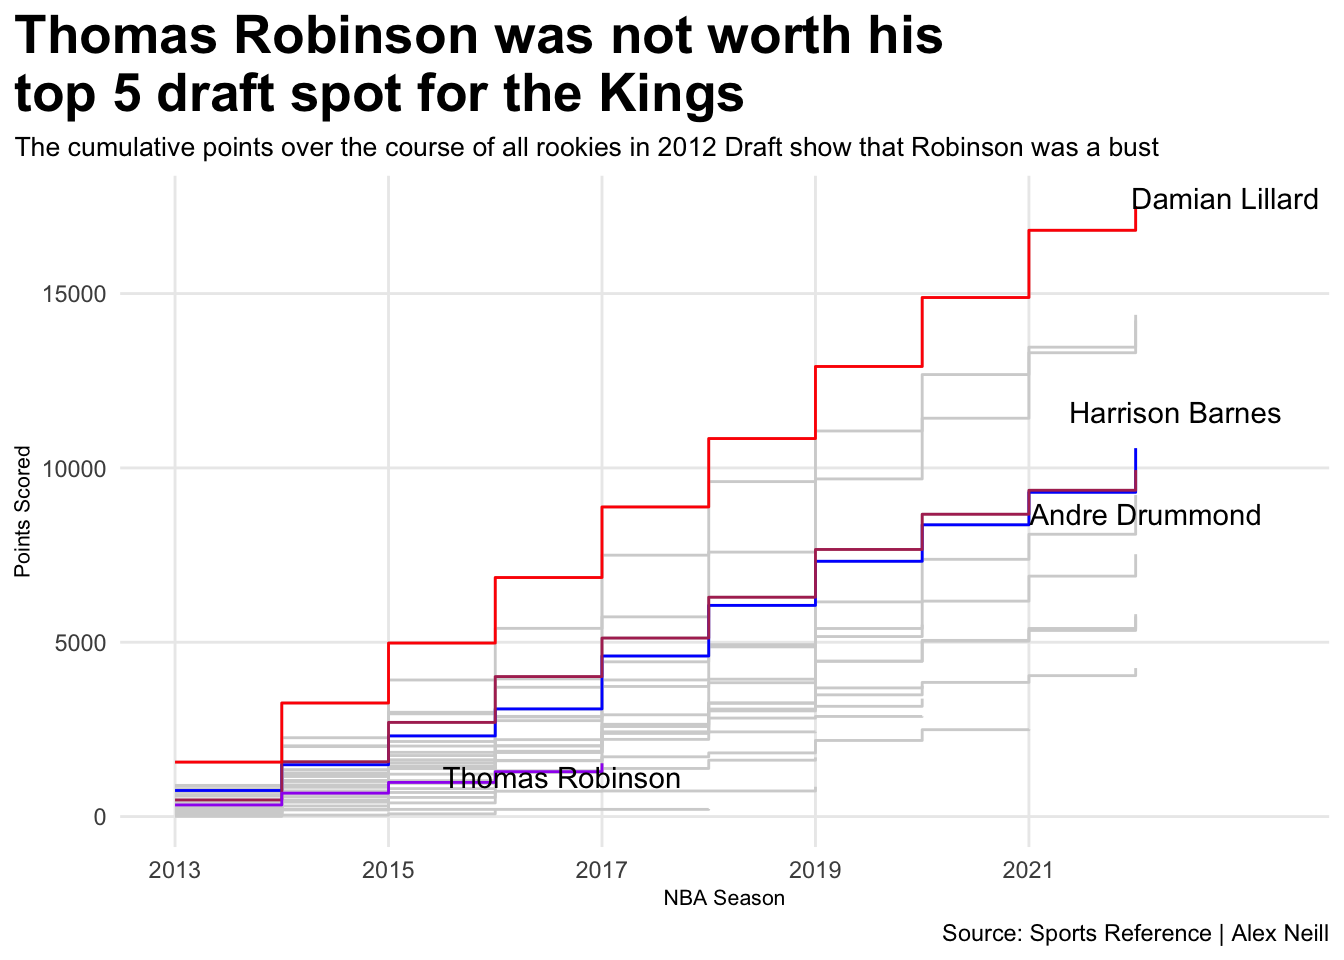 Thomas Robinson was not worth his
top 5 draft spot for the Kings
The cumulative points over the course of all rookies in 2012 Draft show that Robinson was a bust
Damian Lillard
15000
Harrison Barnes
10000
Points Scored
Andre Drummond
5000
Thomas Robinson
0
2013 2015 2017 2019 2021
NBA Season
Source: Sports Reference | Alex Neill